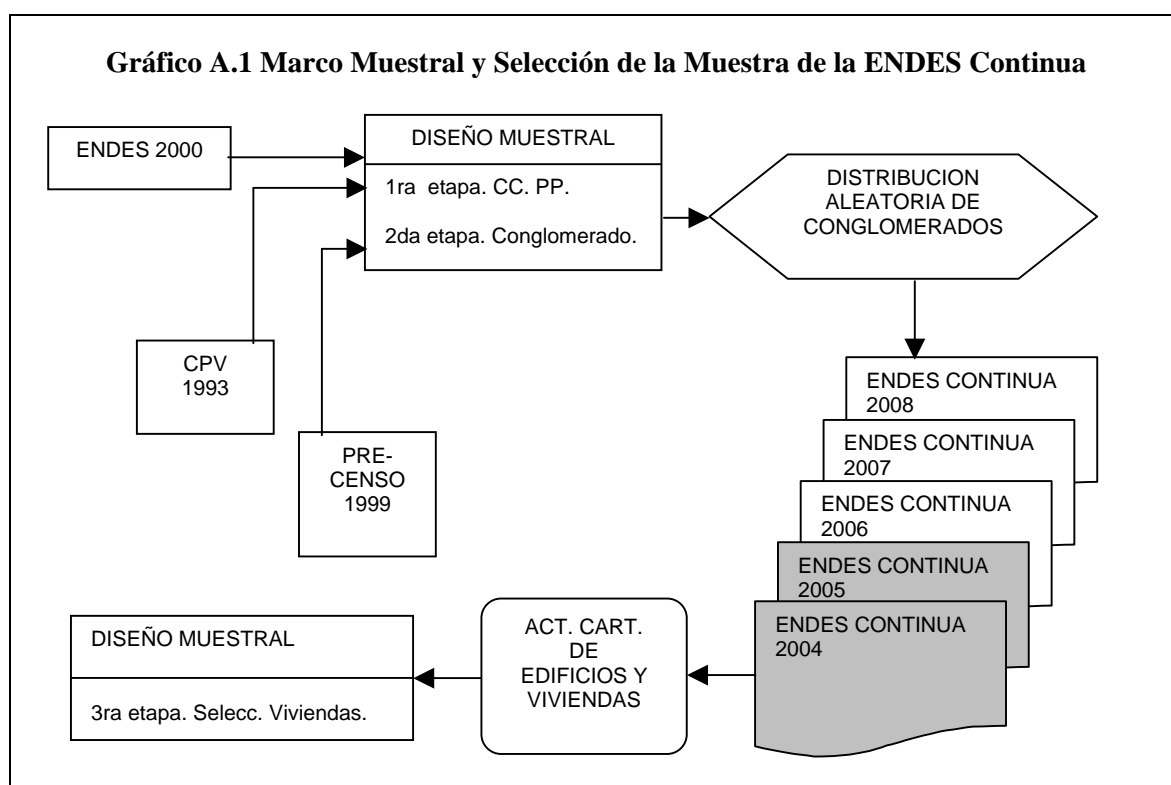 Gráfico A.1 Marco Muestral y Selección de la Muestra de la ENDES Continua
ENDES 2000
DISEÑO MUESTRAL
1ra etapa. CC. PP.
2da etapa. Conglomerado.
DISTRIBUCION
ALEATORIA DE
CONGLOMERADOS
CPV
1993
PRE-
CENSO
1999
ENDES CONTINUA
2008
ENDES CONTINUA
2007
ENDES CONTINUA
2006
ENDES CONTINUA
2005
ENDES CONTINUA
2004
ACT. CART.
DE
EDIFICIOS Y
VIVIENDAS
DISEÑO MUESTRAL
3ra etapa. Selecc. Viviendas.